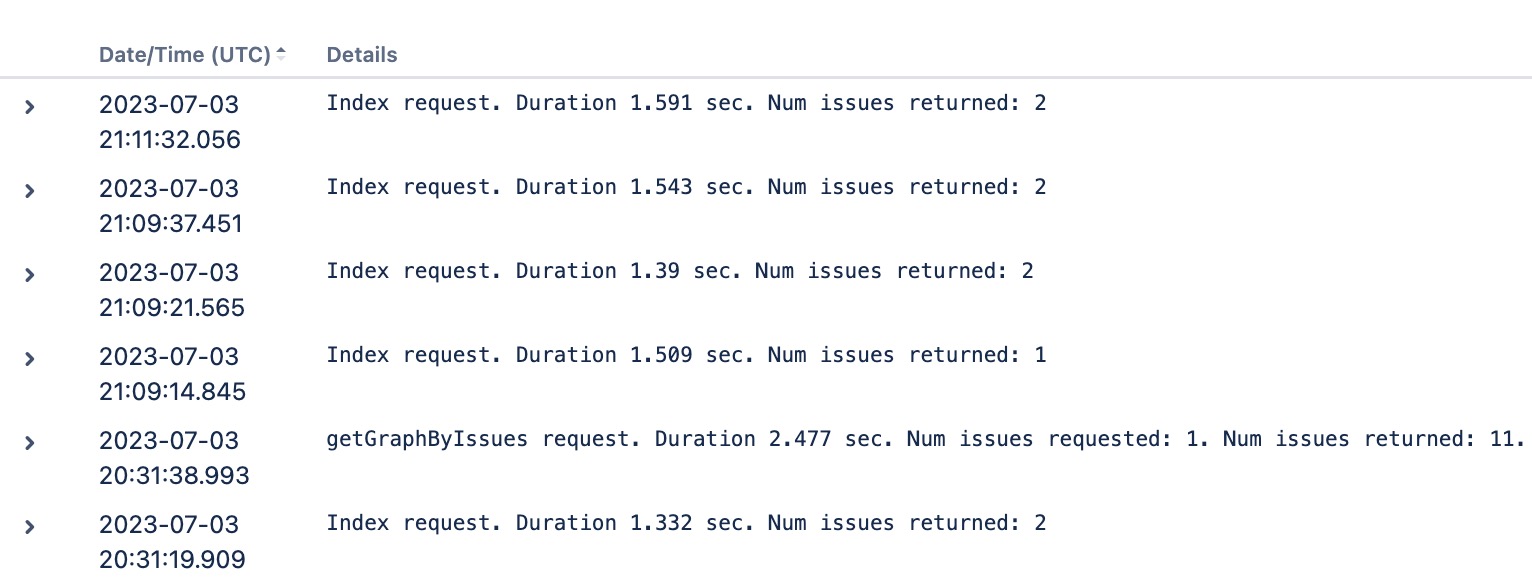 Date/Time (UTC) Details
2023-07-03 Index request. Duration 1.591 sec. Num issues returned: 2
21:11:32.056
2023-07-03 Index request. Duration 1.543 sec. Num issues returned: 2
21:09:37.451
2023-07-03 Index request. Duration 1.39 sec. Num issues returned: 2
21:09:21.565
2023-07-03 Index request. Duration 1.509 sec. Num issues returned: 1
21:09:14.845
2023-07-03 getGraphByIssues request. Duration 2.477 sec. Num issues requested: 1. Num issues returned: 11.
20:31:38.993
2023-07-03 Index request. Duration 1.332 sec. Num issues returned: 2
20:31:19.909